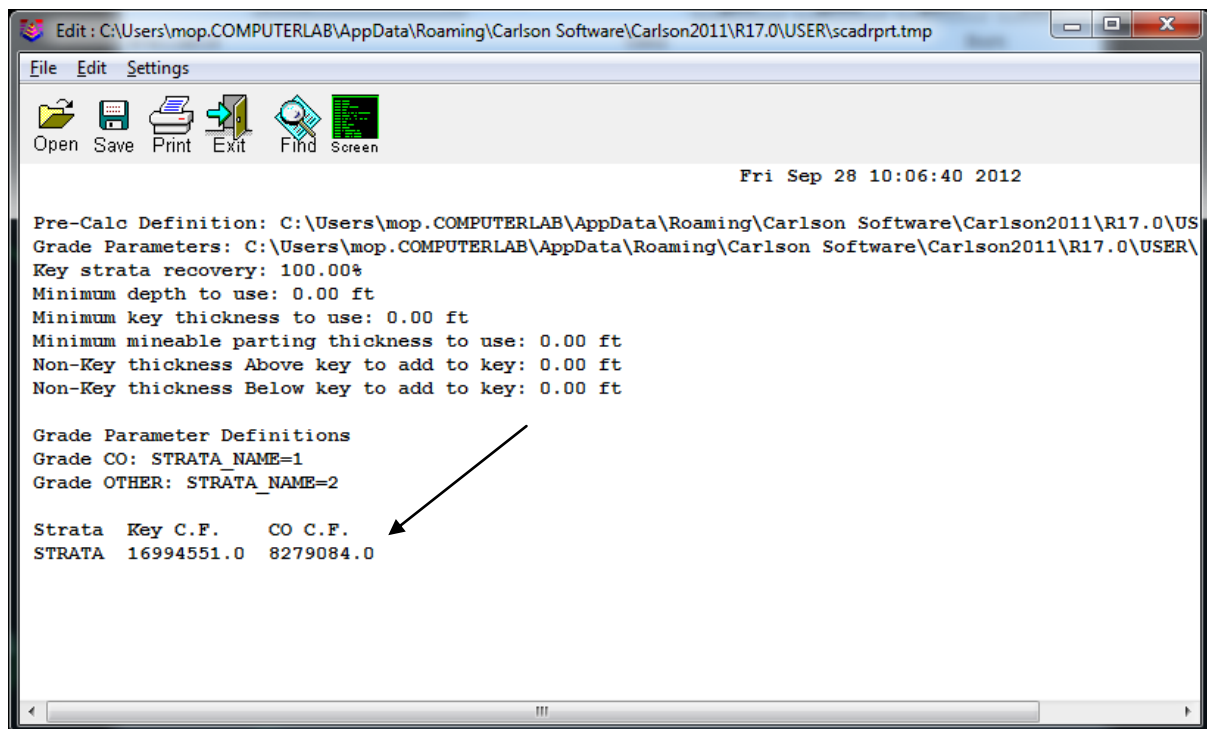 Edit : C:\Users\mop.COMPUTERLAB\AppData\Roaming\Carlson Software\Carlson2011\R17.0\USER\scadrprt.tmp
File Edit Settings
Open Save Print Exit Find Screen
Fri Sep 28 10:06:40 2012
Pre-Calc Definition: C:\Users\mop.COMPUTERLAB\AppData\Roaming\Carlson Software\Carlson2011\R17.0\US
Grade Parameters: C:\Users\mop.COMPUTERLAB\AppData\Roaming\Carlson Software\Carlson2011\R17.0\USER\
Key strata recovery: 100.00%
Minimum depth to use: 0.00 ft
Minimum key thickness to use: 0.00 ft
Minimum mineable parting thickness to use: 0.00 ft
Non-Key thickness Above key to add to key: 0.00 ft
Non-Key thickness Below key to add to key: 0.00 ft
Grade Parameter Definitions
Grade CO: STRATA_NAME=1
Grade OTHER: STRATA_NAME=2
Strata Key C.F. CO C.F.
STRATA 16994551.0 8279084.0